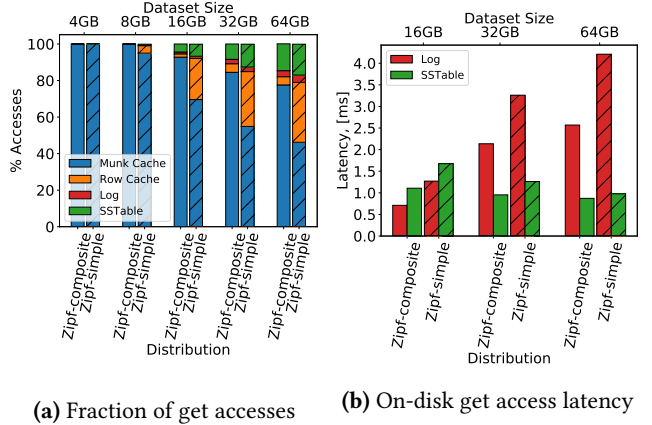 Dataset Size
4GB 8GB 16GB 32GB 64GB
100
80
60
40
20
0
% Accesses
Munk Cache
Row Cache
Log
SSTable
Zipf-composite
Zipf-simple
Zipf-composite
Zipf-simple
Zipf-composite
Zipf-simple
Zipf-composite
Zipf-simple
Zipf-composite
Zipf-simple
Distribution
(a) Fraction of get accesses
Dataset Size
16GB 32GB 64GB
Log
SSTable
4.0
3.5
4.0
2.5
2.0
1.5
1.0
0.5
0.0
Latency, [ms]
Zipf-composite
Zipf-simple
Zipf-composite
Zipf-simple
Zipf-composite
Zipf-simple
Distribution
(b) On-disk get access latency